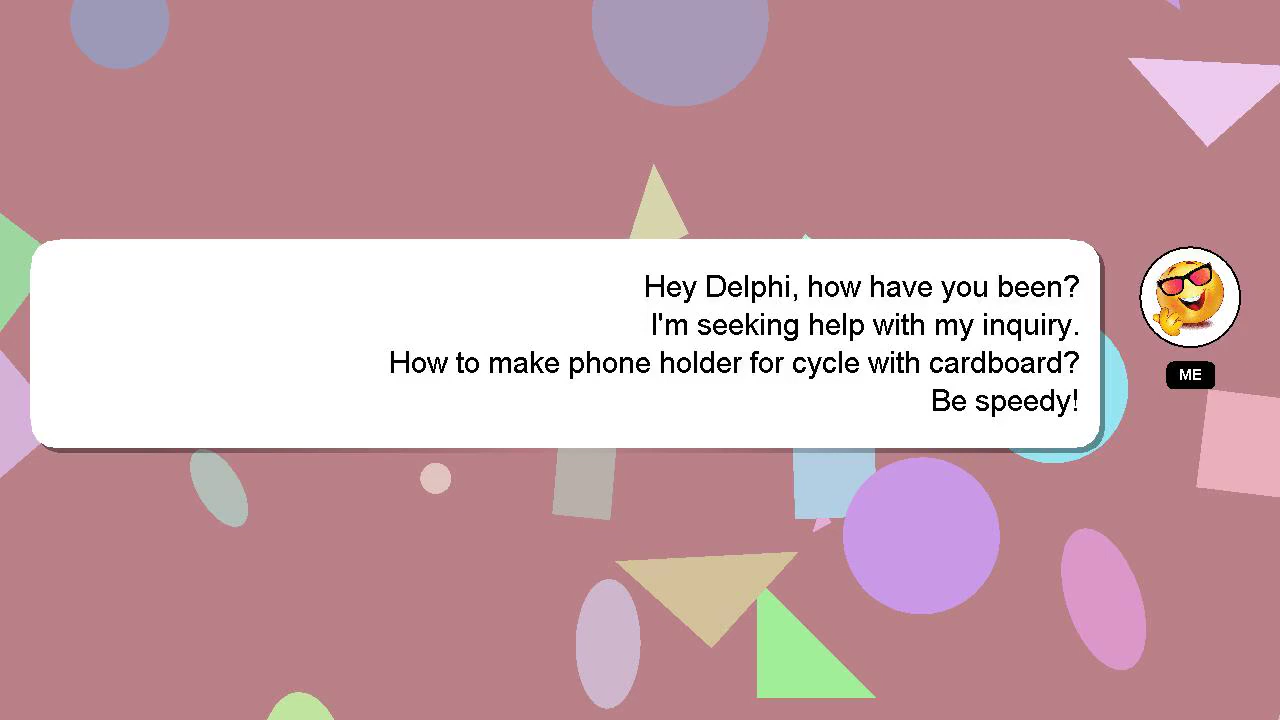 Hey Delphi, how have you been?
I'm seeking help with my inquiry.
How to make phone holder for cycle with cardboard?
Be speedy!
ME